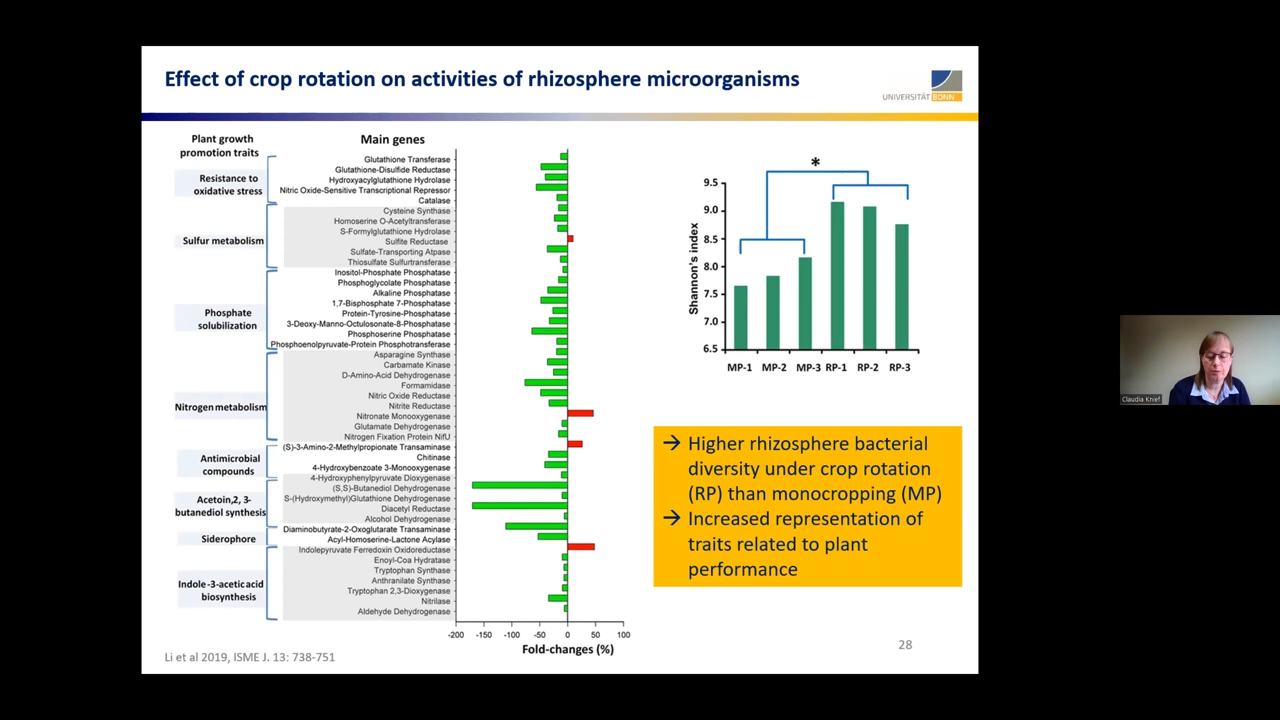 Effect of crop rotation on activities of rhizosphere microorganisms
UNIVERSITÄT BONN
Plant growth
promotion traits
Main genes
Resistance to
oxidative stress
Glutathione Transferase
Glutathione-Disulfide Reductase
Hydroxyacylglutathione Hydrolase
Nitric Oxide-Sensitive Transcriptional Repressor
Catalase
Sulfur metabolism
Cysteine Synthase
Homoserine O-Acetyltransferase
S-Formylglutathione Hydrolase
Sulfite Reductase
Sulfate-Transporting Atpase
Thiosulfate Sulfurtransferase
Phosphate
solubilization
Inositol-Phosphate Phosphatase
Phosphoglycolate Phosphatase
Alkaline Phosphatase
1,7-Bisphosphate 7-Phosphatase
Protein-Tyrosine-Phosphatase
3-Deoxy-Manno-Octulosonate-8-Phosphatase
Phosphoserine Phosphatase
Phosphoenolpyruvate-Protein Phosphotransferase
Nitrogen metabolism
Asparagine Synthase
Carbamate Kinase
D-Amino-Acid Dehydrogenase
Formamidase
Nitric Oxide Reductase
Nitrite Reductase
Nitronate Monooxygenase
Glutamate Dehydrogenase
Nitrogen Fixation Protein NifU
Antimicrobial
compounds
(S)-3-Amino-2-Methylpropionate Transaminase
Chitinase
4-Hydroxybenzoate 3-Monooxygenase
Acetoin,2, 3-
butanediol synthesis
4-Hydroxyphenylpyruvate Dioxygenase
(S,S)-Butanediol Dehydrogenase
S-(Hydroxymethyl)Glutathione Dehydrogenase
Diacetyl Reductase
Alcohol Dehydrogenase
Siderophore
Diaminobutyrate-2-Oxoglutarate Transaminase
Acyl-Homoserine-Lactone Acylase
Indole-3-acetic acid
biosynthesis
Indolepyruvate Ferredoxin Oxidoreductase
Enoyl-Coa Hydratase
Tryptophan Synthase
Anthranilate Synthase
Tryptophan 2,3-Dioxygenase
Nitrilase
Aldehyde Dehydrogenase
-200 -150 -100 -50 0 50 100
Fold-changes (%)
*
Shannon's index
9.5
9.0
8.5
8.0
7.5
7.0
6.5
MP-1 MP-2 MP-3 RP-1 RP-2 RP-3
→ Higher rhizosphere bacterial
diversity under crop rotation
(RP) than monocropping (MP)
→ Increased representation of
traits related to plant
performance
Li et al 2019, ISME J. 13: 738-751
28
Claudia Knief